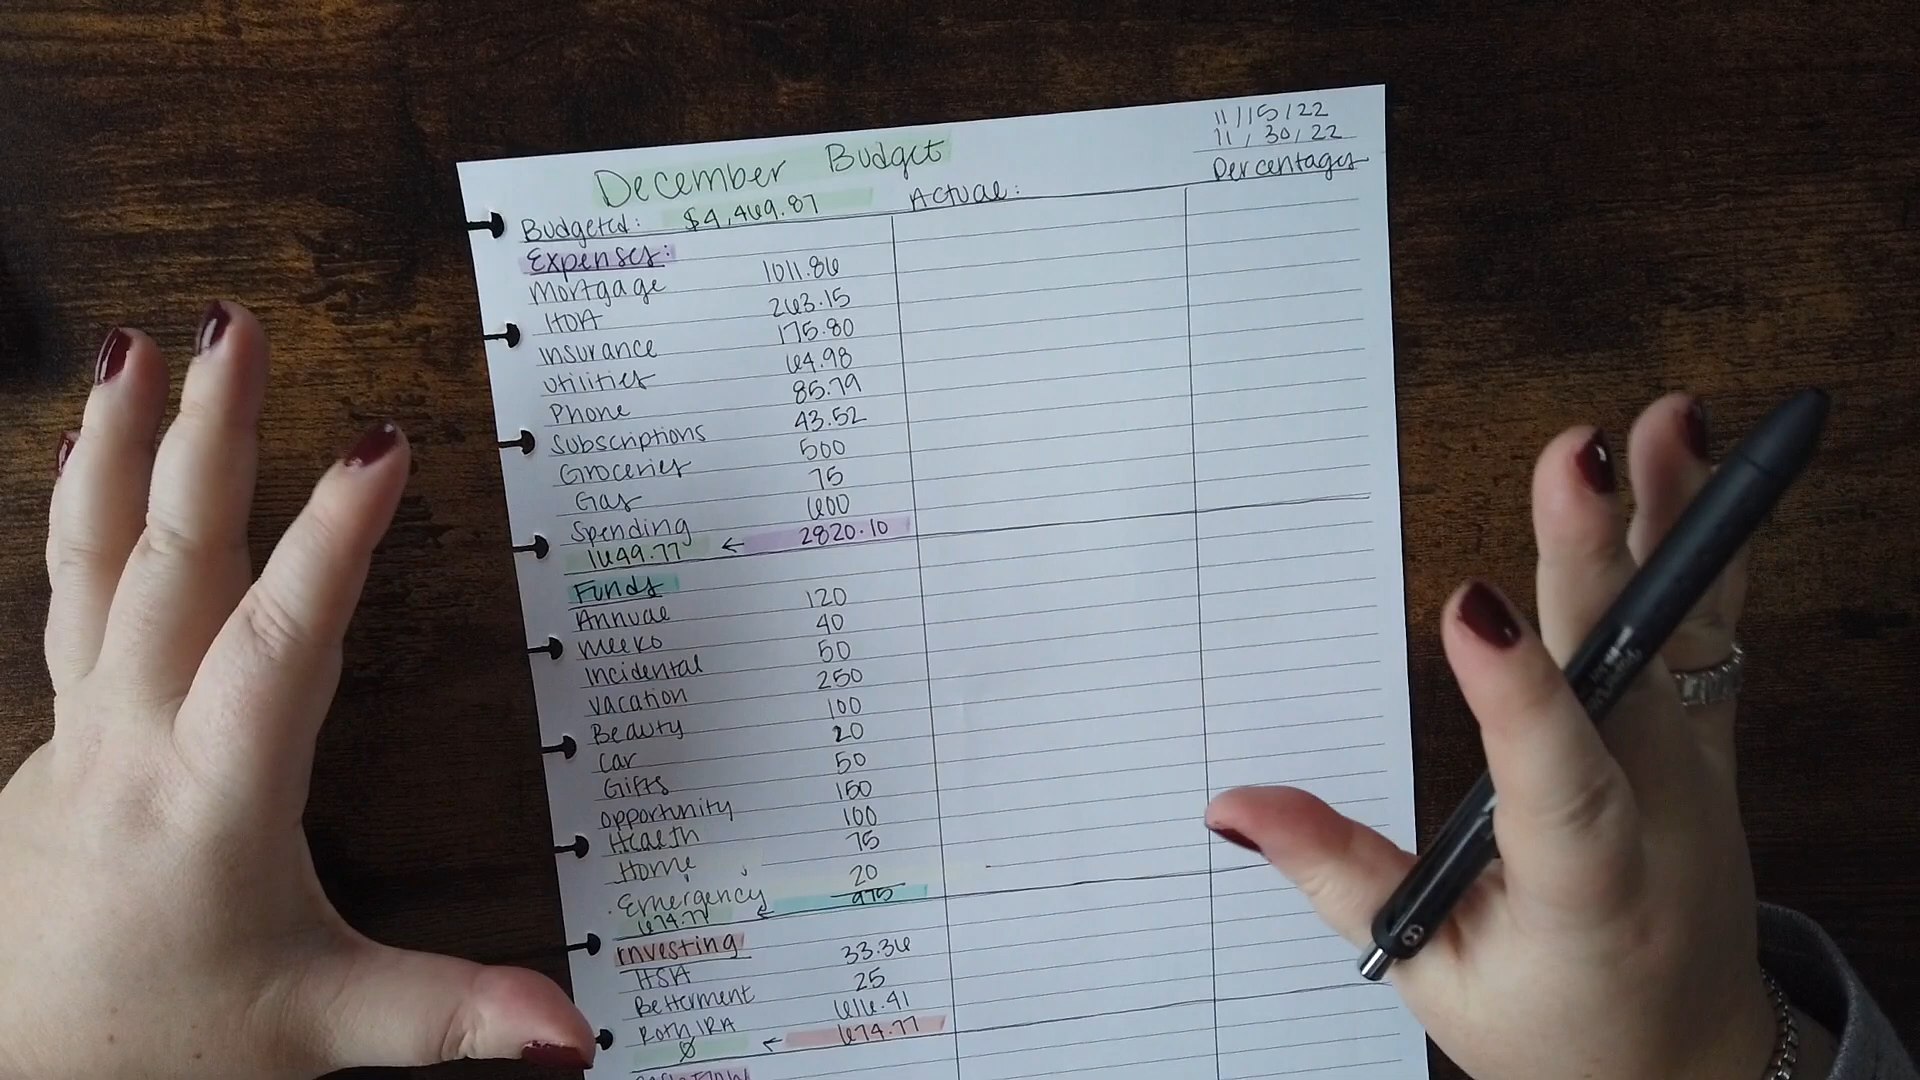 11/15/22
11/30/22
December Budget
Percentages
Budgeted: $4,469.87 Actual:
Expenses:
Mortgage 1011.86
HOA 263.15
Insurance 175.80
Utilities 64.98
Phone 85.79
Subscriptions 43.52
Groceries 500
Gas 75
Spending 600
1649.77 ← 2820.10
Funds
Annual 120
Meeko 40
Incidental 50
Vacation 250
Beauty 100
Car 20
Gifts 50
Opportunity 150
Health 100
Home 75
Emergency 20
674.77 ← 975
Investing
HSA 33.36
Betterment 25
Roth IRA 616.41
Ø ← 674.77